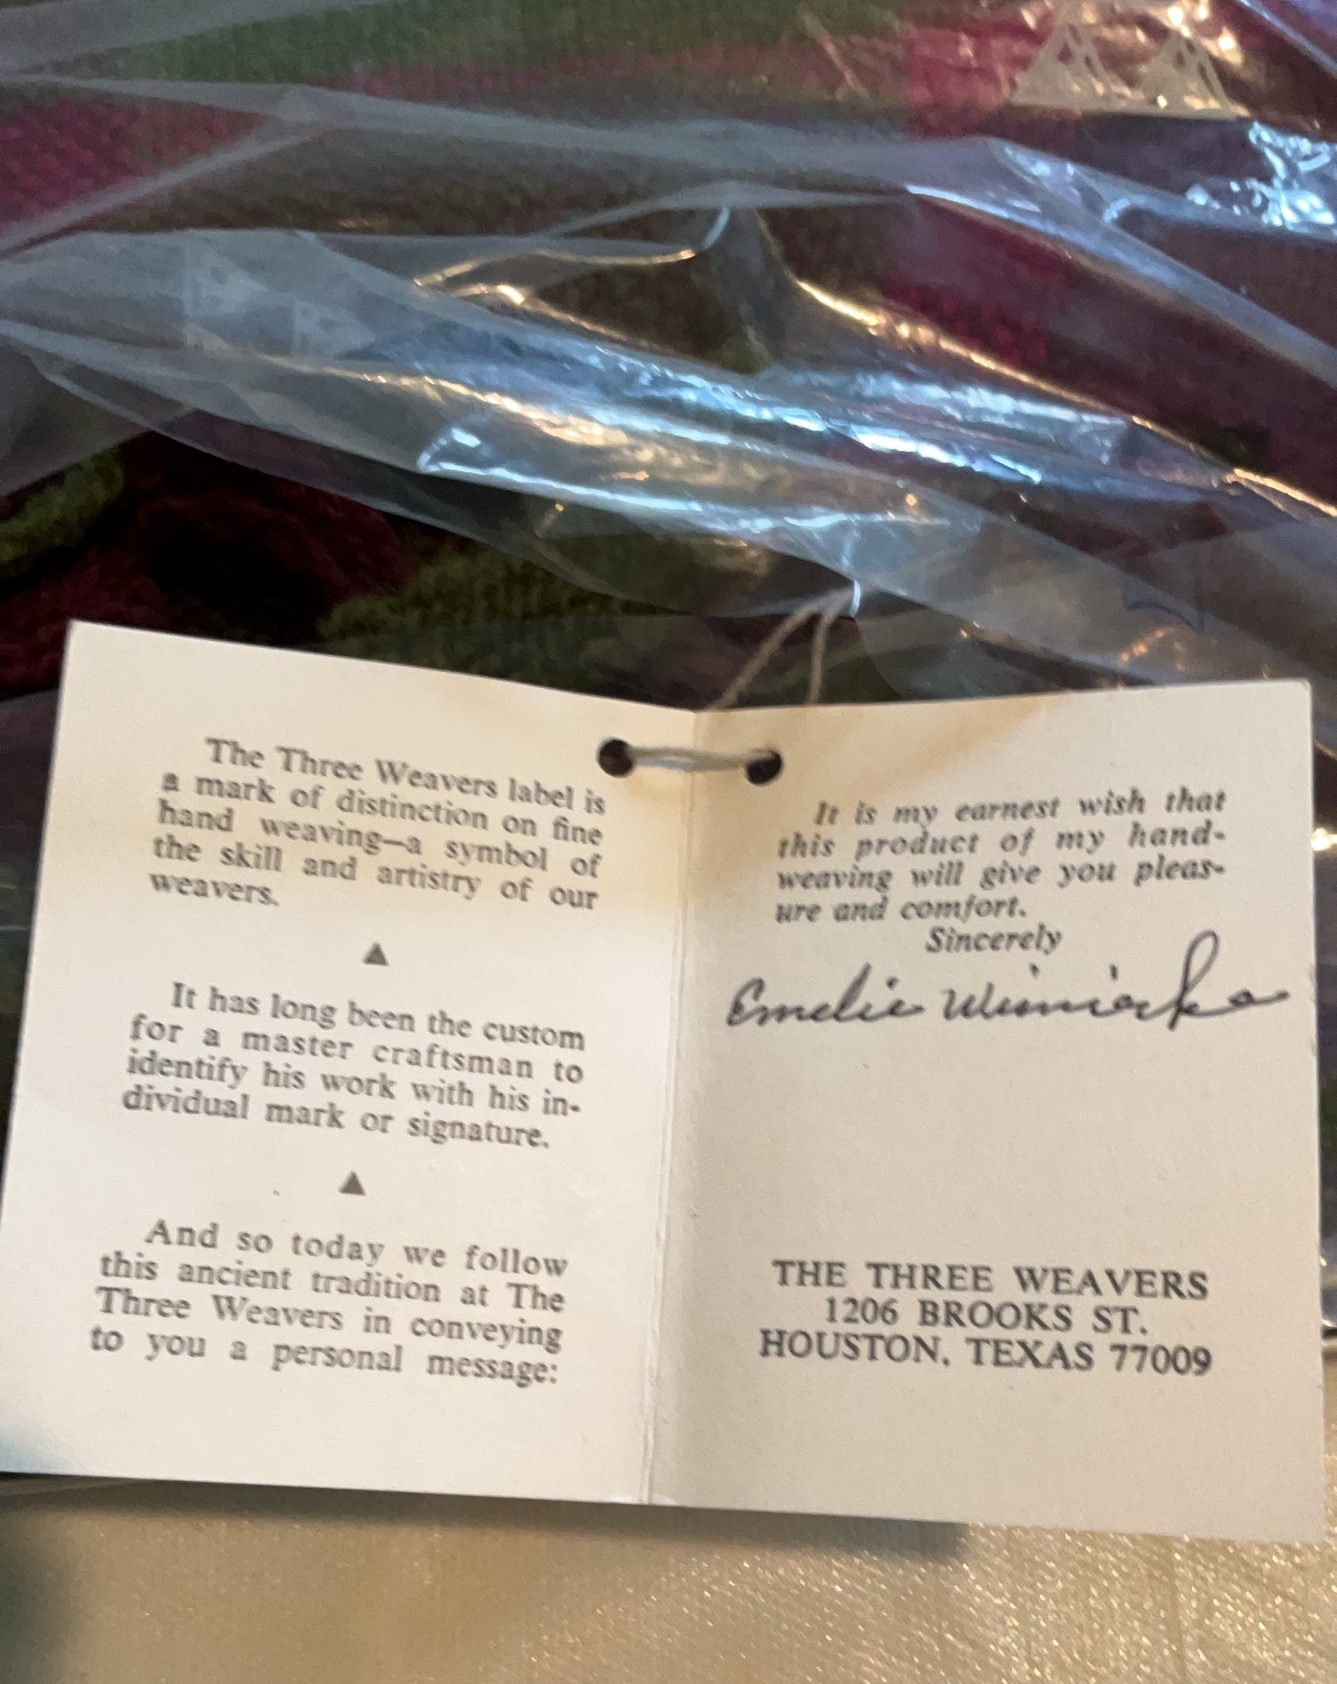 The Three Weavers label is
a mark of distinction on fine
hand weaving—a symbol of
the skill and artistry of our
weavers.
It has long been the custom
for a master craftsman to
identify his work with his in-
dividual mark or signature.
And so today we follow
this ancient tradition at The
Three Weavers in conveying
to you a personal message:
It is my earnest wish that
this product of my hand-
weaving will give you pleas-
ure and comfort.
Sincerely
Emelie
THE THREE WEAVERS
1206 BROOKS ST.
HOUSTON, TEXAS 77009